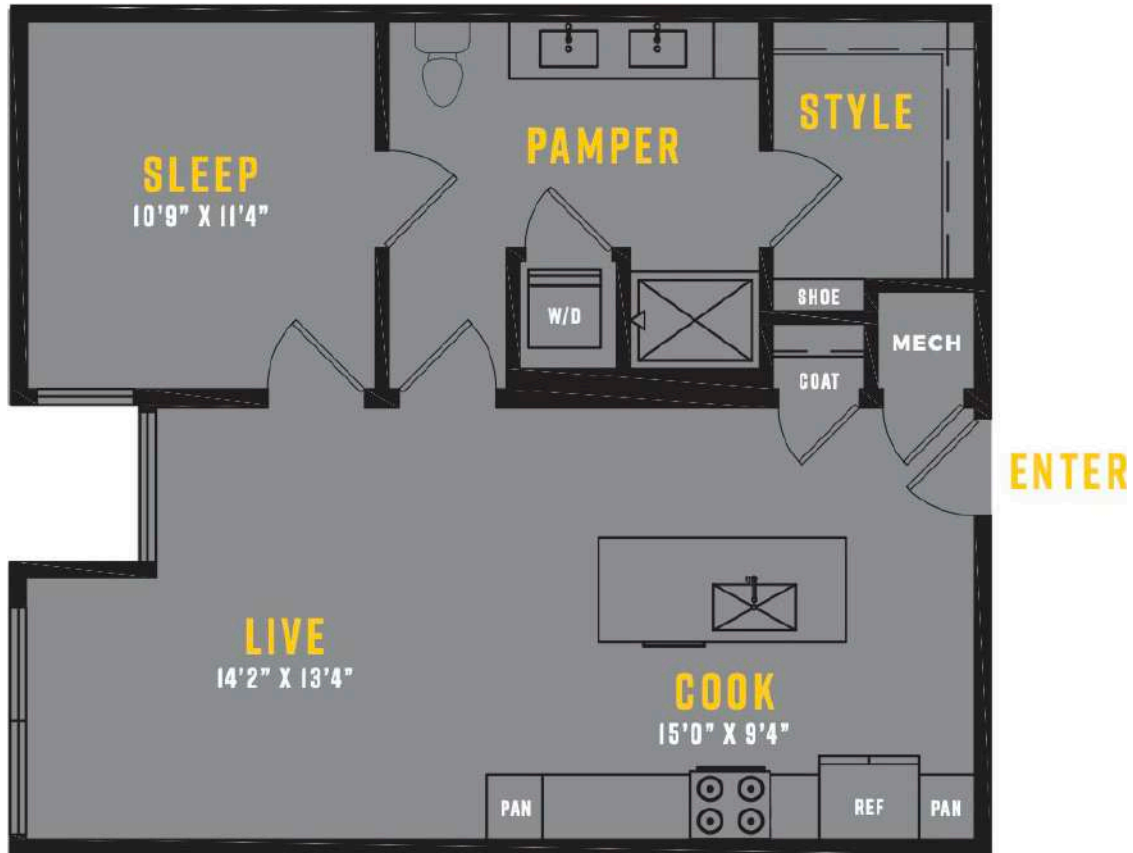 STYLE
PAMPER
SLEEP
10'9" X 11'4"
SHOE
W/D
MECH
COAT
ENTER
LIVE
14'2" X 13'4"
COOK
15'0" X 9'4"
PAN
REF
PAN